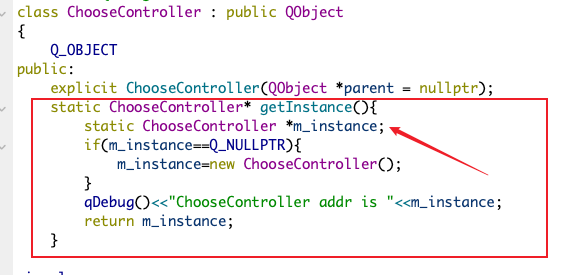 class ChooseController : public QObject
{
    Q_OBJECT
public:
    explicit ChooseController(QObject *parent = nullptr);
    static ChooseController* getInstance(){
        static ChooseController *m_instance;
        if(m_instance==Q_NULLPTR){
            m_instance=new ChooseController();
        }
        qDebug()<<"ChooseController addr is "<<m_instance;
        return m_instance;
    }